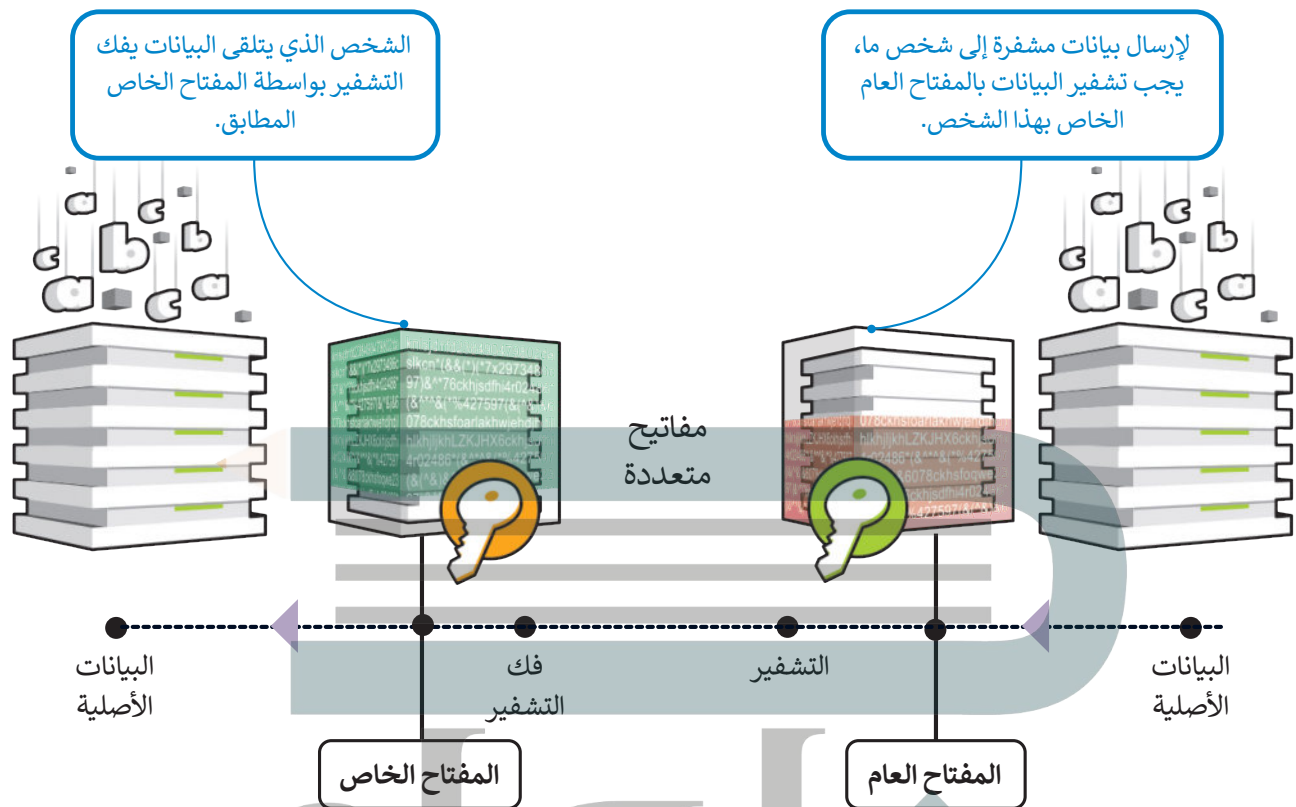 لإرسال بيانات مشفرة إلى شخص ما،
يجب تشفير البيانات بالمفتاح العام
الخاص بهذا الشخص.
الشخص الذي يتلقى البيانات يفك
التشفير بواسطة المفتاح الخاص
المطابق.
مفاتيح
متعددة
البيانات
الأصلية
التشفير
فك
التشفير
البيانات
الأصلية
المفتاح العام
المفتاح الخاص